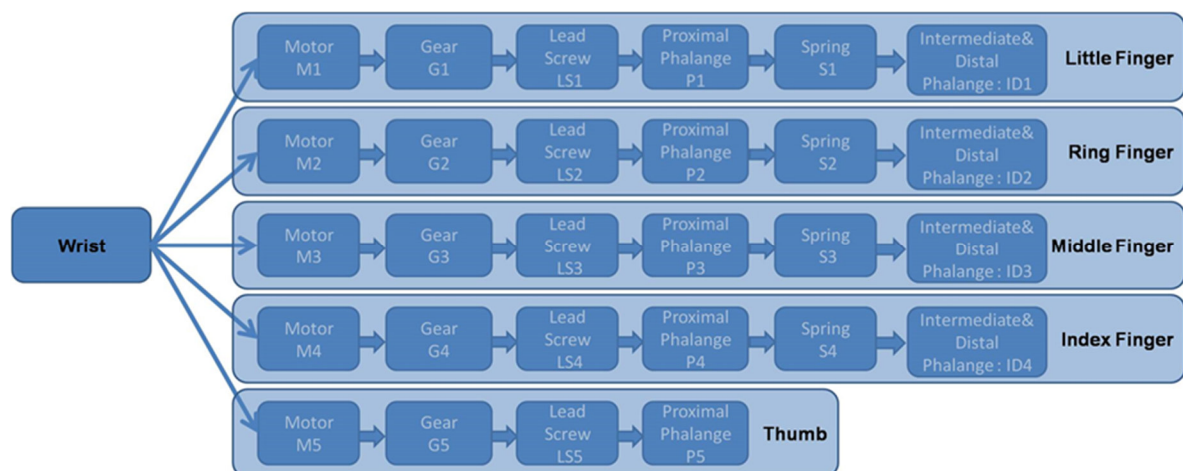 Motor
M1
Gear
G1
Lead
Screw
LS1
Proximal
Phalange
P1
Spring
S1
Intermediate&
Distal
Phalange : ID1
Little Finger
Motor
M2
Gear
G2
Lead
Screw
LS2
Proximal
Phalange
P2
Spring
S2
Intermediate&
Distal
Phalange : ID2
Ring Finger
Wrist
Motor
M3
Gear
G3
Lead
Screw
LS3
Proximal
Phalange
P3
Spring
S3
Intermediate&
Distal
Phalange : ID3
Middle Finger
Motor
M4
Gear
G4
Lead
Screw
LS4
Proximal
Phalange
P4
Spring
S4
Intermediate&
Distal
Phalange : ID4
Index Finger
Motor
M5
Gear
G5
Lead
Screw
LS5
Proximal
Phalange
P5
Thumb